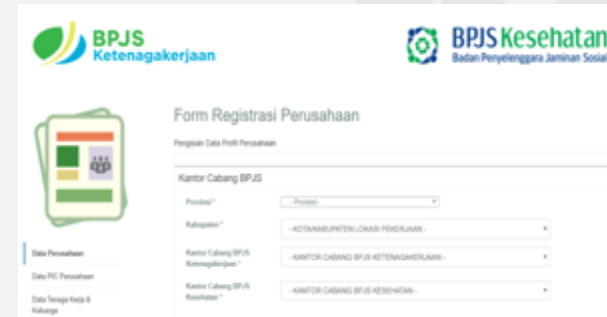 BPJS
Ketenagakerjaan
BPJS Kesehatan
Badan Penyelenggara Jaminan Sosial
Form Registrasi Perusahaan
Pengisian Data Profil Perusahaan
Kantor Cabang BPJS
Provinsi *
- Provinsi -
Kabupaten *
- KOTA/KABUPATEN LOKASI PEKERJAAN -
Kantor Cabang BPJS
Ketenagakerjaan *
- KANTOR CABANG BPJS KETENAGAKERJAAN -
Kantor Cabang BPJS
Kesehatan *
- KANTOR CABANG BPJS KESEHATAN -
Data Perusahaan
Data PIC Perusahaan
Data Tenaga Kerja &
Keluarga